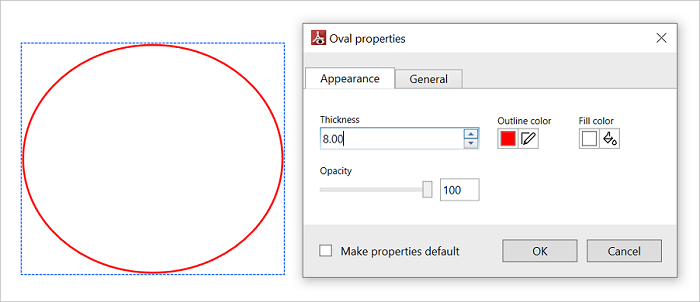 Oval properties
Appearance
General
Thickness
Outline color
Fill color
8.00
Opacity
100
Make properties default
OK
Cancel